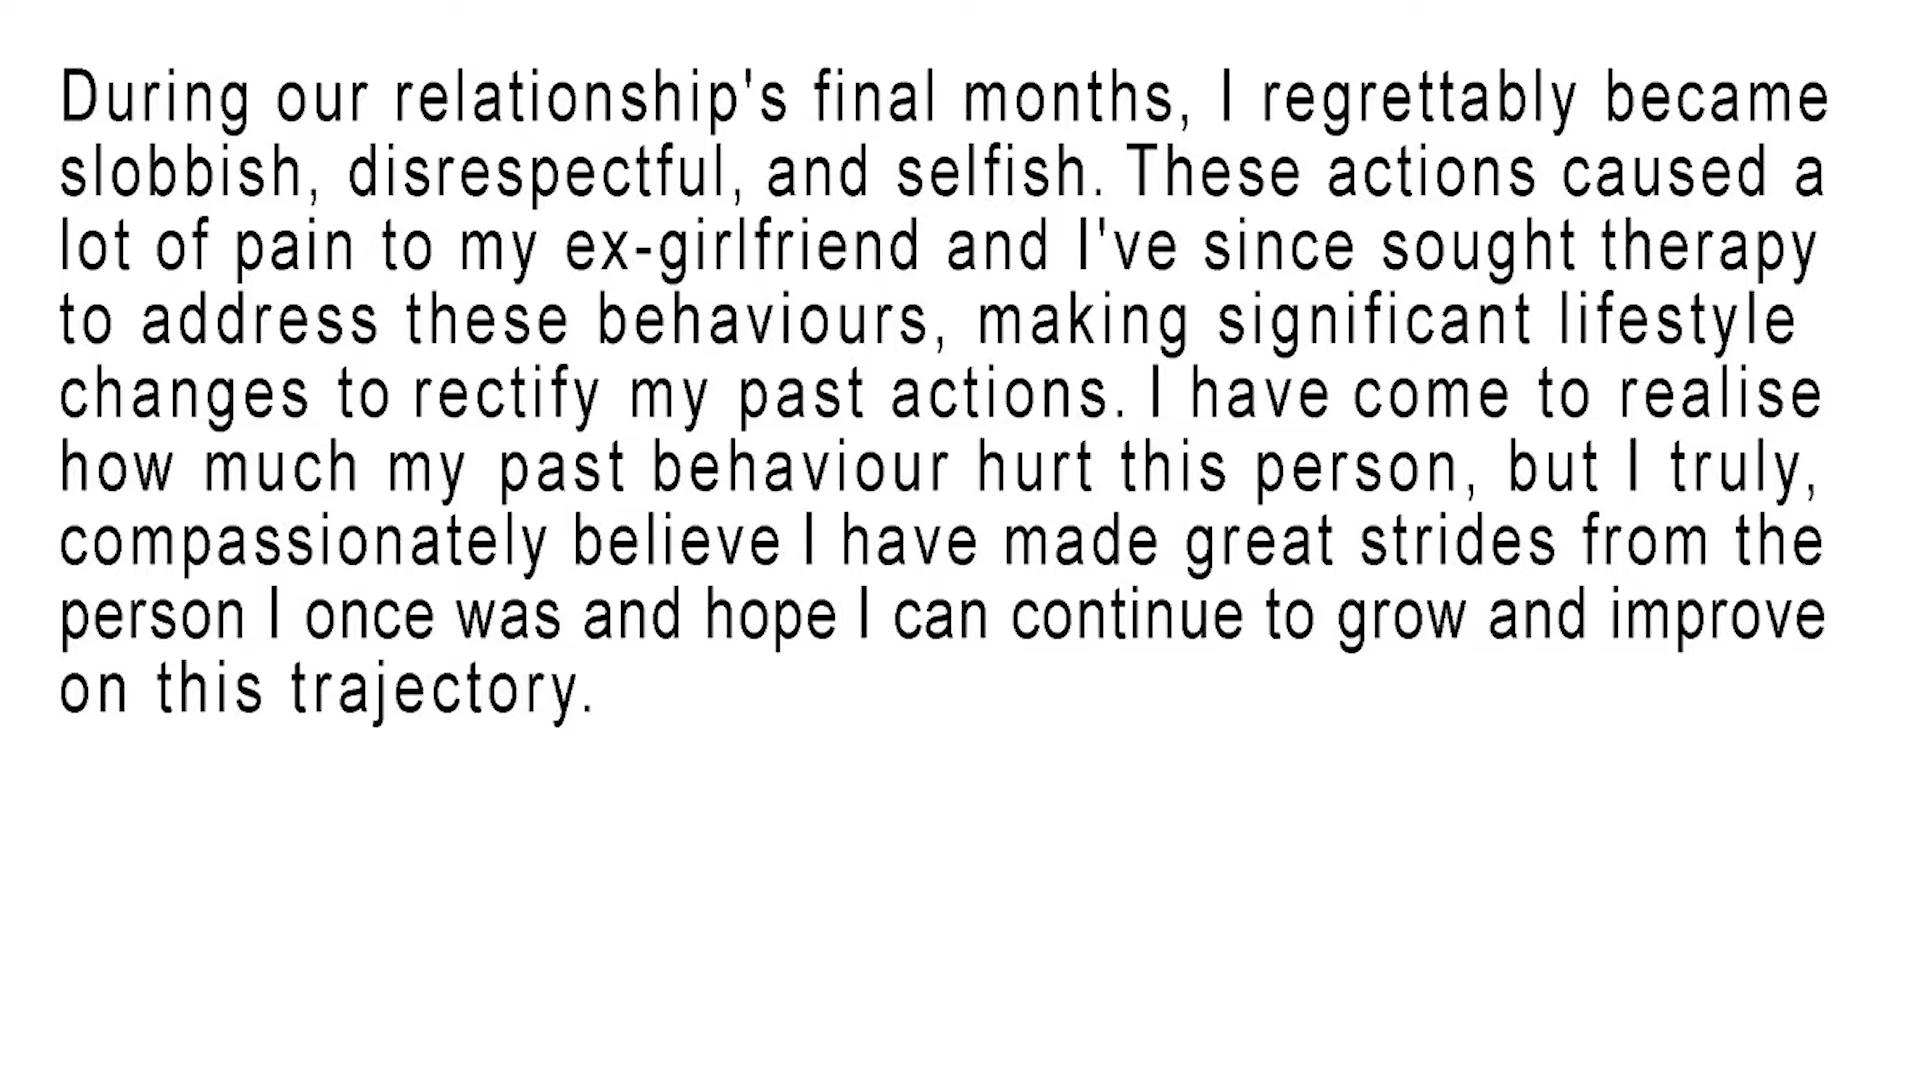 During our relationship's final months, I regrettably became
slobbish, disrespectful, and selfish. These actions caused a
lot of pain to my ex-girlfriend and I've since sought therapy
to address these behaviours, making significant lifestyle
changes to rectify my past actions. I have come to realise
how much my past behaviour hurt this person, but I truly,
compassionately believe I have made great strides from the
person I once was and hope I can continue to grow and improve
on this trajectory.